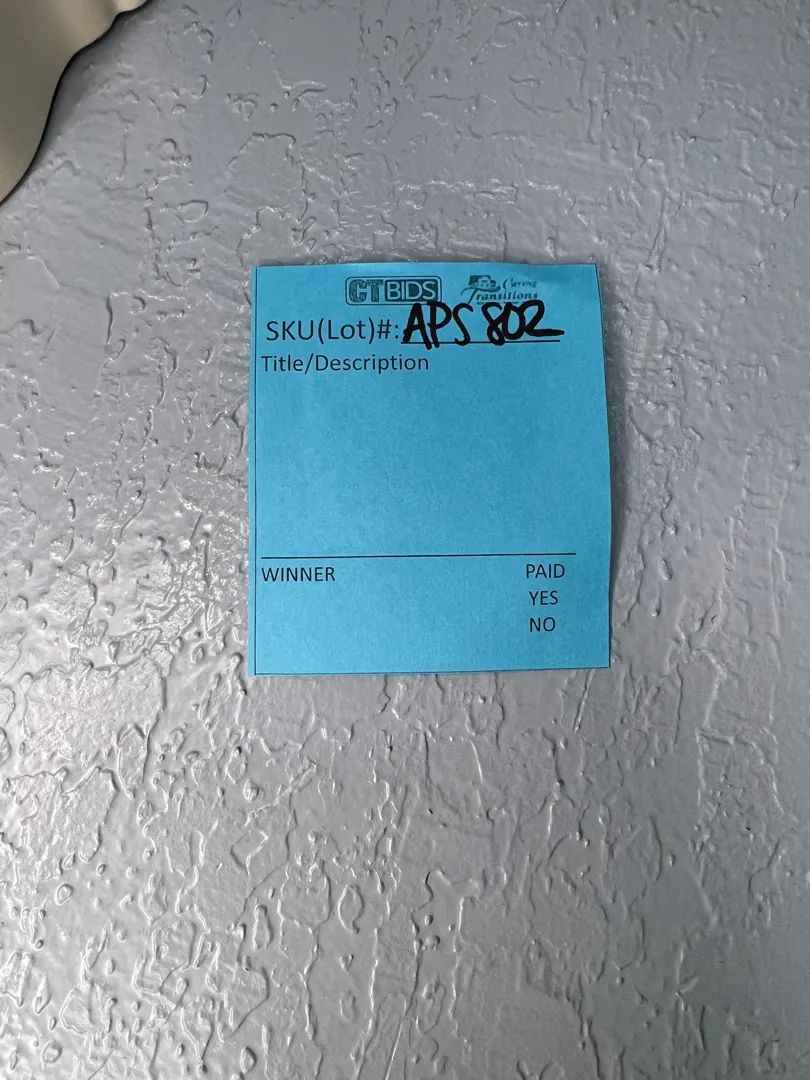 CTBIDS Caring Transitions
SKU(Lot)#: APS 802
Title/Description
WINNER PAID
YES
NO